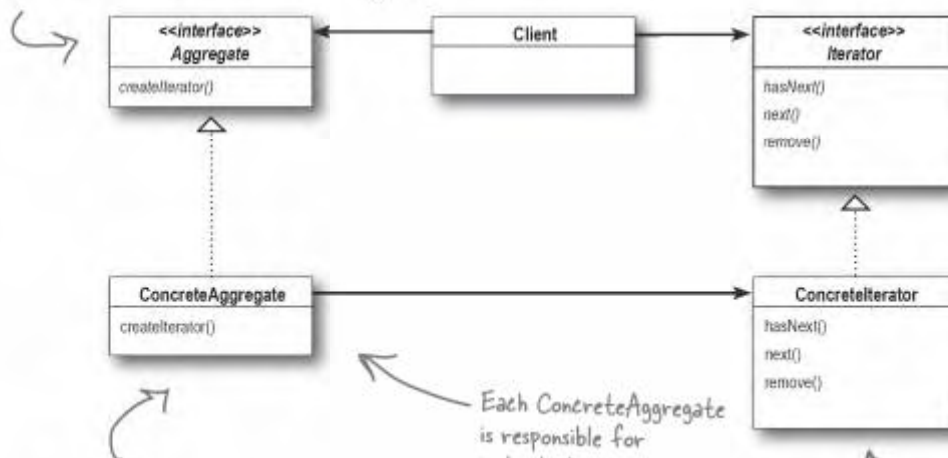 <<interface>>
Aggregate
createIterator()
Client
<<interface>>
Iterator
hasNext()
next()
remove()
ConcreteAggregate
createIterator()
ConcreteIterator
hasNext()
next()
remove()
Each ConcreteAggregate
is responsible for